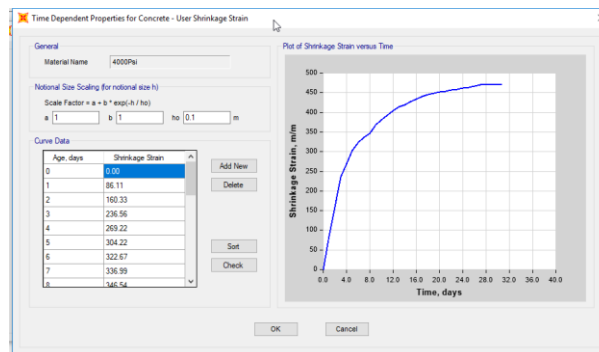 Time Dependent Properties for Concrete - User Shrinkage Strain
General
Material Name 4000Psi
Notional Size Scaling (for notional size h)
Scale Factor = a + b * exp(-h / ho)
a 1 b 1 ho 0.1 m
Curve Data
Age, days Shrinkage Strain
0 0.00
1 86.11
2 160.33
3 236.56
4 269.22
5 304.22
6 322.67
7 336.99
8 346.54
Add New
Delete
Sort
Check
Plot of Shrinkage Strain versus Time
Shrinkage Strain, m/m
500
450
400
350
300
250
200
150
100
50
0
0.0 4.0 8.0 12.0 16.0 20.0 24.0 28.0 32.0 36.0 40.0
Time, days
OK Cancel